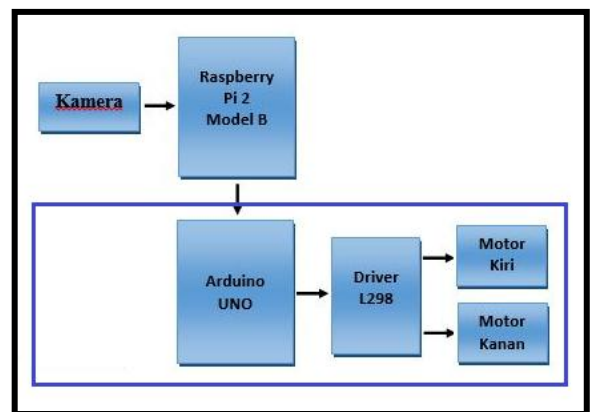 Kamera
Raspberry
Pi 2
Model B
Arduino
UNO
Driver
L298
Motor
Kiri
Motor
Kanan